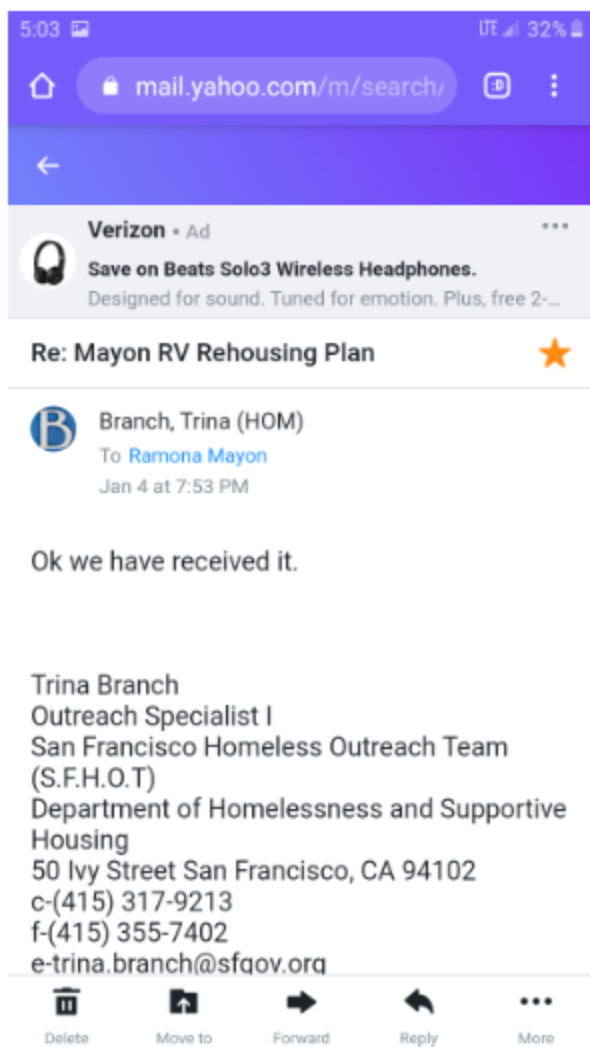 5:03 LTE 32%
mail.yahoo.com/m/search/ :D
Verizon • Ad
Save on Beats Solo3 Wireless Headphones.
Designed for sound. Tuned for emotion. Plus, free 2-...
Re: Mayon RV Rehousing Plan
B
Branch, Trina (HOM)
To Ramona Mayon
Jan 4 at 7:53 PM
Ok we have received it.
Trina Branch
Outreach Specialist I
San Francisco Homeless Outreach Team
(S.F.H.O.T)
Department of Homelessness and Supportive
Housing
50 Ivy Street San Francisco, CA 94102
c-(415) 317-9213
f-(415) 355-7402
e-trina.branch@sfgov.org
Delete Move to Forward Reply More